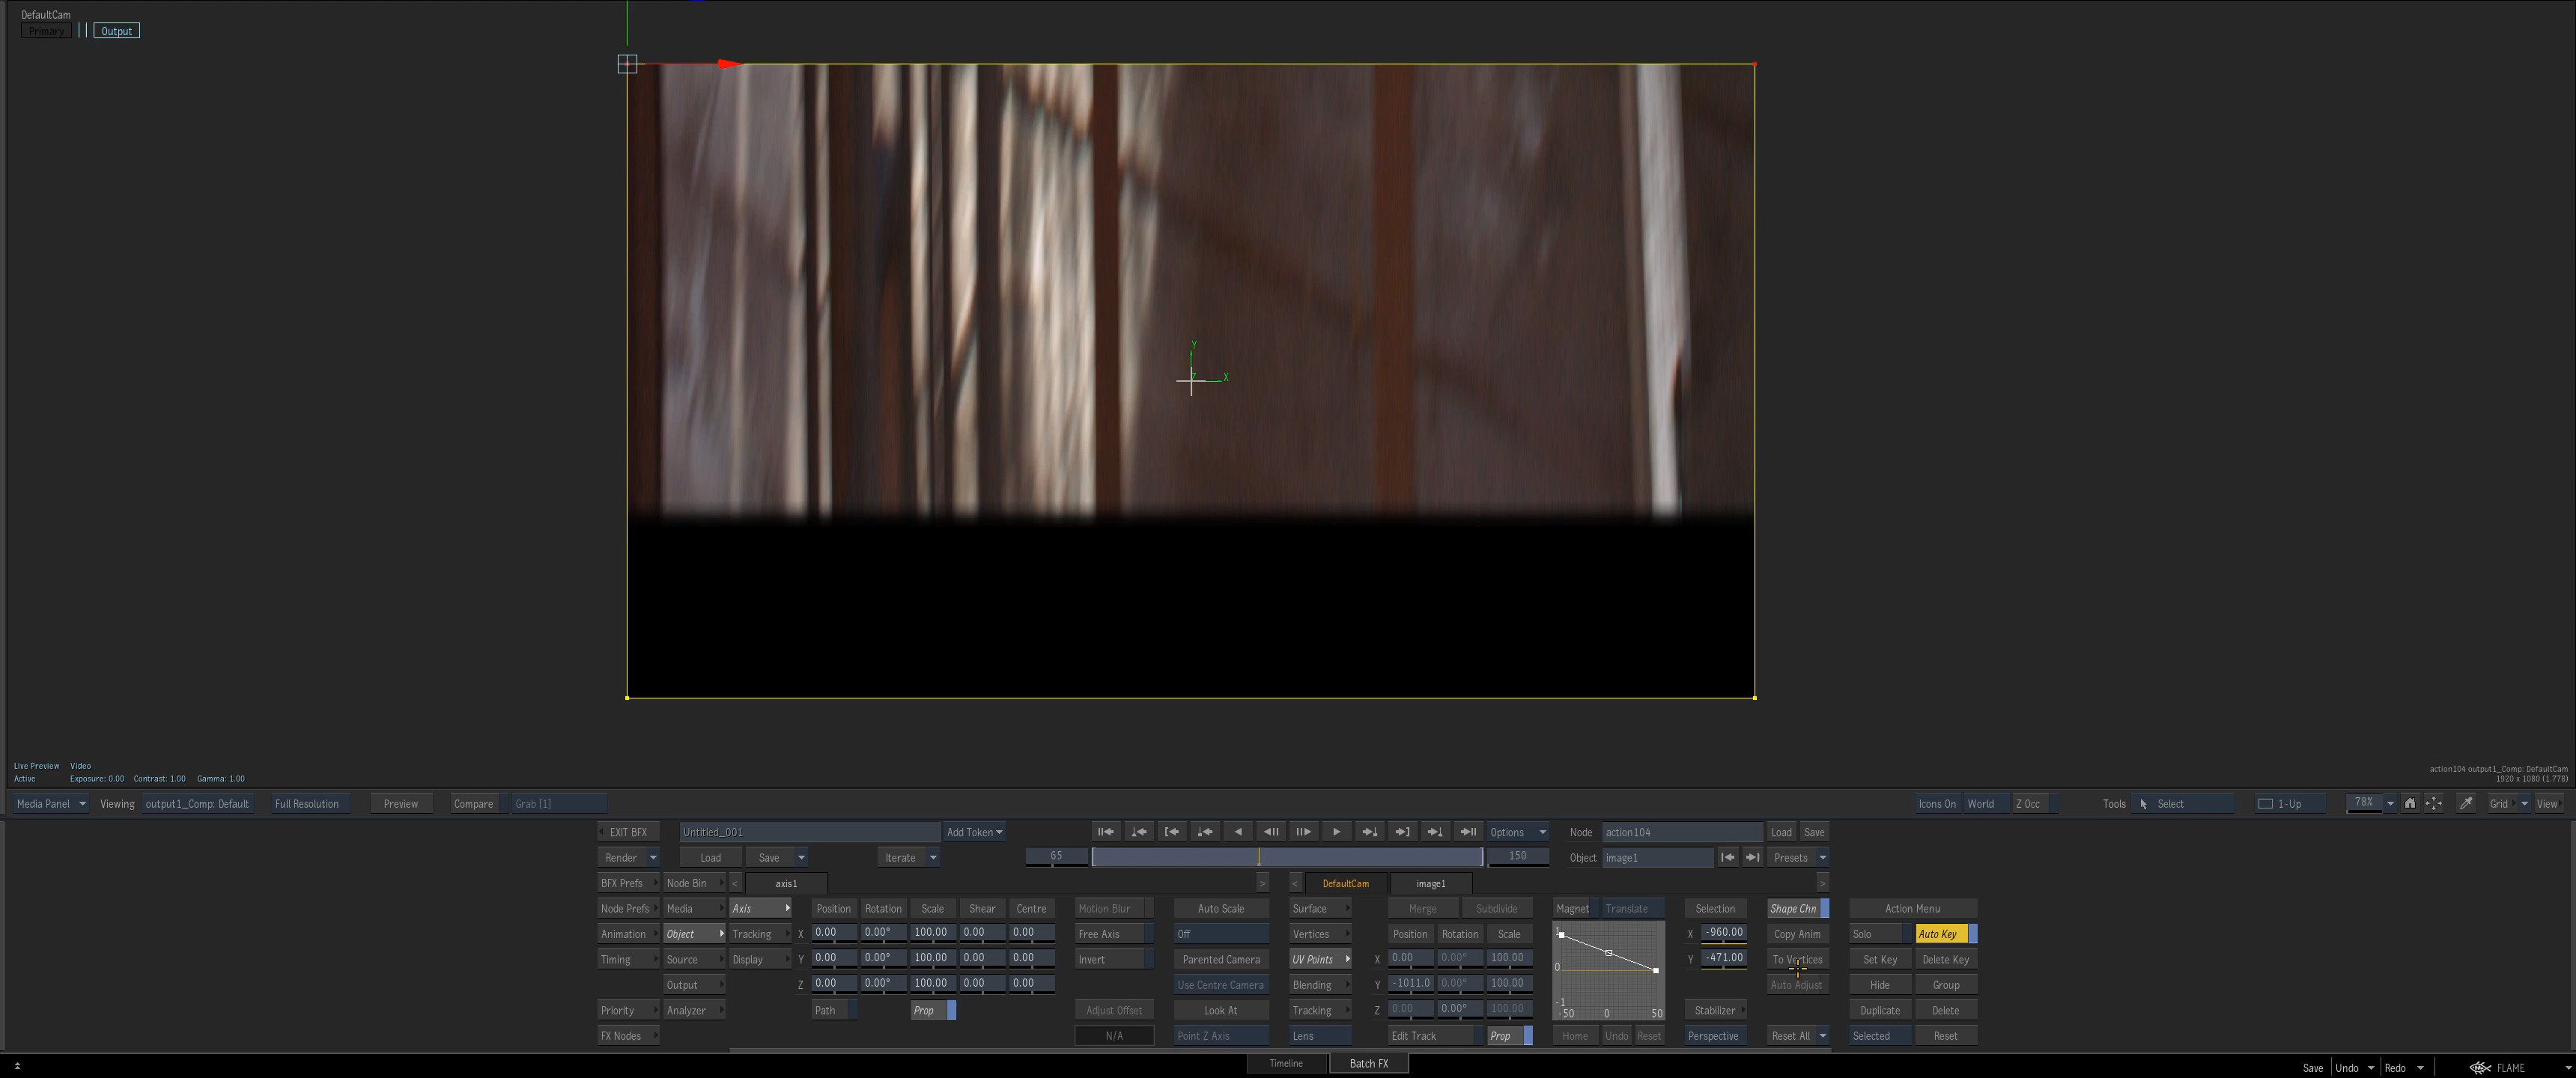 DefaultCam
Primary || Output
Y
Z X
Live Preview Video
Active Exposure: 0.00 Contrast: 1.00 Gamma: 1.00
action104 output1_Comp: DefaultCam
1920 x 1080 (1.778)
Media Panel Viewing output1_Comp: Default Full Resolution Preview Compare Grab [1] Icons On World Z Occ Tools Select 1-Up 78% Grid View
EXIT BFX Untitled_001 Add Token Options Node action104 Load Save
Render Load Save Iterate 65 150 Object image1 Presets
BFX Prefs Node Bin < axis1 > < DefaultCam image1 >
Node Prefs Media Axis Position Rotation Scale Shear Centre Motion Blur Auto Scale Surface Merge Subdivide Magnet Translate Selection Shape Chn Action Menu
Animation Object Tracking X 0.00 0.00° 100.00 0.00 0.00 Free Axis Off Vertices Position Rotation Scale 1 X -960.00 Copy Anim Solo Auto Key
Timing Source Display Y 0.00 0.00° 100.00 0.00 0.00 Invert Parented Camera UV Points X 0.00 0.00° 100.00 0 Y -471.00 To Vertices Set Key Delete Key
Output Z 0.00 0.00° 100.00 0.00 0.00 Use Centre Camera Blending Y -1011.0 0.00° 100.00 Auto Adjust Hide Group
Priority Analyzer Path Prop Adjust Offset Look At Tracking Z 0.00 0.00° 100.00 -1 -50 0 50 Stabilizer Duplicate Delete
FX Nodes N/A Point Z Axis Lens Edit Track Prop Home Undo Reset Perspective Reset All Selected Reset
Timeline Batch FX Save Undo Redo FLAME